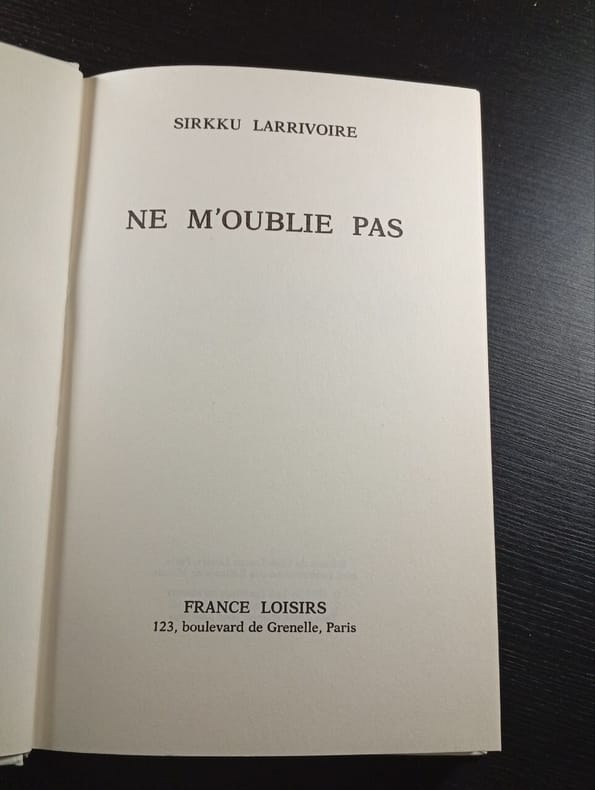 SIRKKU LARRIVOIRE
NE M'OUBLIE PAS
FRANCE LOISIRS
123, boulevard de Grenelle, Paris